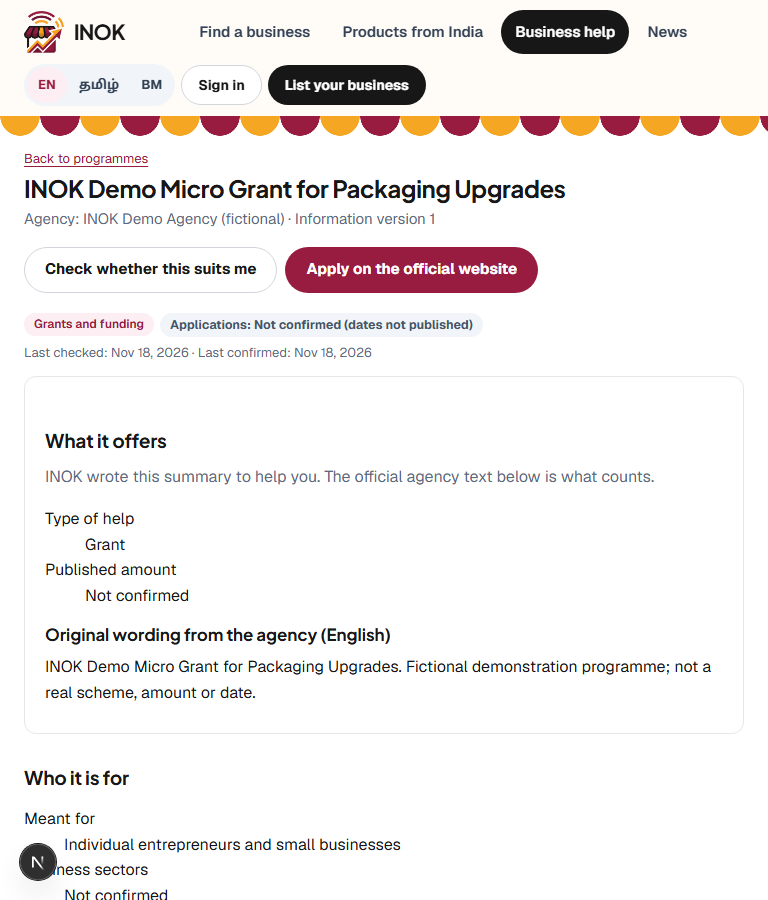 INOK
Find a business
Products from India
Business help
News
EN
தமிழ்
BM
Sign in
List your business
Back to programmes
INOK Demo Micro Grant for Packaging Upgrades
Agency: INOK Demo Agency (fictional) · Information version 1
Check whether this suits me
Apply on the official website
Grants and funding
Applications: Not confirmed (dates not published)
Last checked: Nov 18, 2026 · Last confirmed: Nov 18, 2026
What it offers
INOK wrote this summary to help you. The official agency text below is what counts.
Type of help
Grant
Published amount
Not confirmed
Original wording from the agency (English)
INOK Demo Micro Grant for Packaging Upgrades. Fictional demonstration programme; not a
real scheme, amount or date.
Who it is for
Meant for
Individual entrepreneurs and small businesses
N
ness sectors
Not confirmed